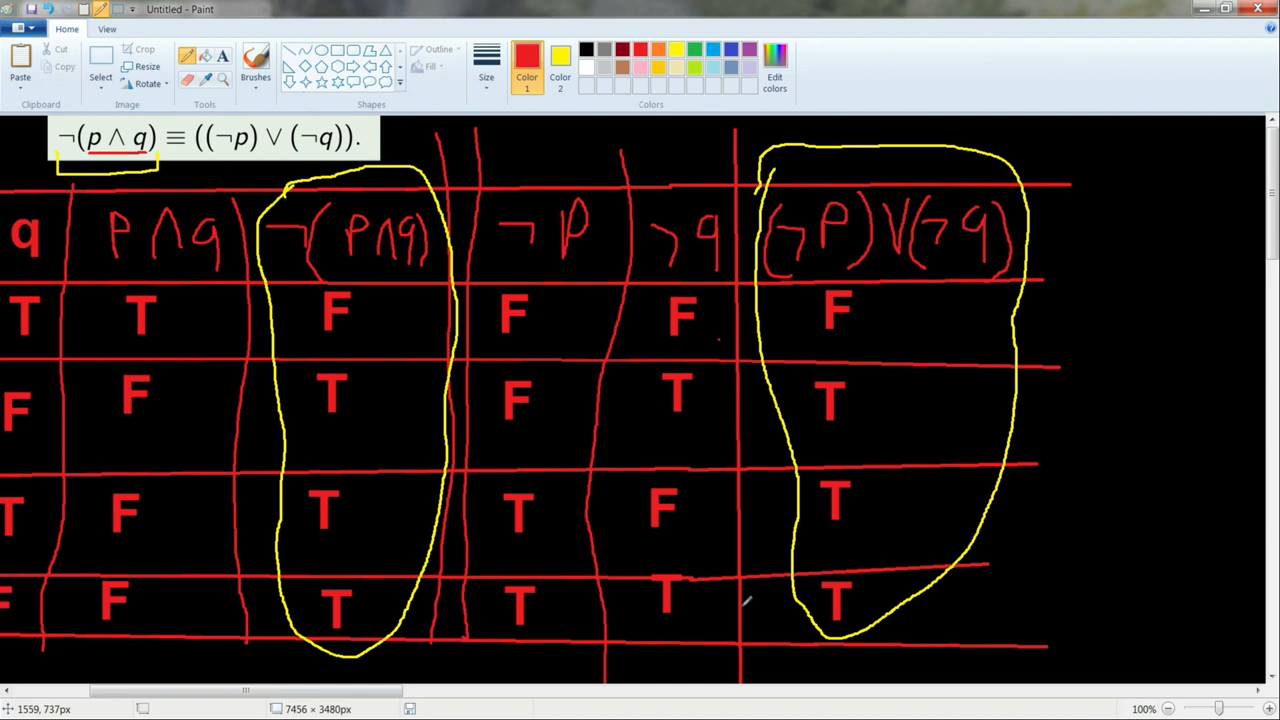 Untitled - Paint
Home View
Paste Cut Copy Select Crop Resize Rotate A Brushes Outline Fill Size Color 1 Color 2 Edit colors
Clipboard Image Tools Shapes Colors
¬(p ∧ q) ≡ ((¬p) ∨ (¬q)).
q P ∧ q ¬(P∧q) ¬P ¬q (¬P)∨(¬q)
T T F F F F
F F T F T T
T F T T F T
F F T T T T
1559, 737px 7456 × 3480px 100%